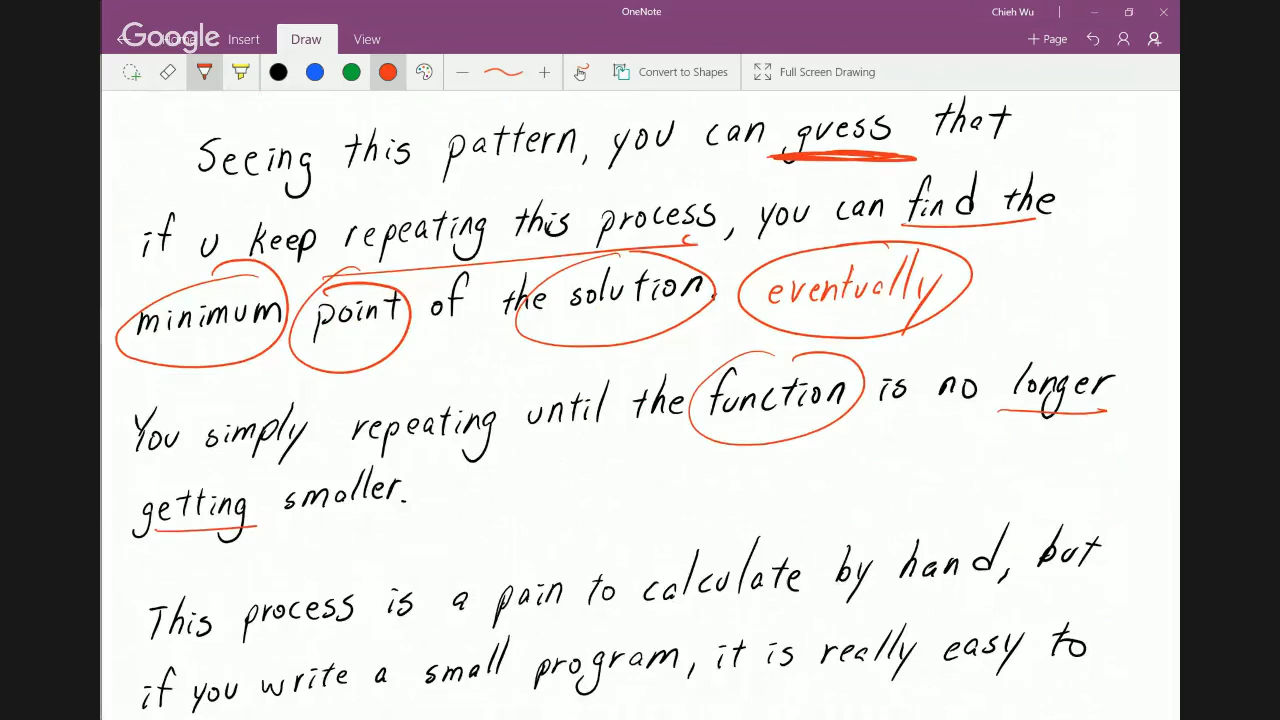 OneNote
Chieh Wu
Google
Home Insert Draw View
Page
Convert to Shapes
Full Screen Drawing
Seeing this pattern, you can guess that
if u keep repeating this process, you can find the
minimum point of the solution. eventually
You simply repeating until the function is no longer
getting smaller.
This process is a pain to calculate by hand, but
if you write a small program, it is really easy to